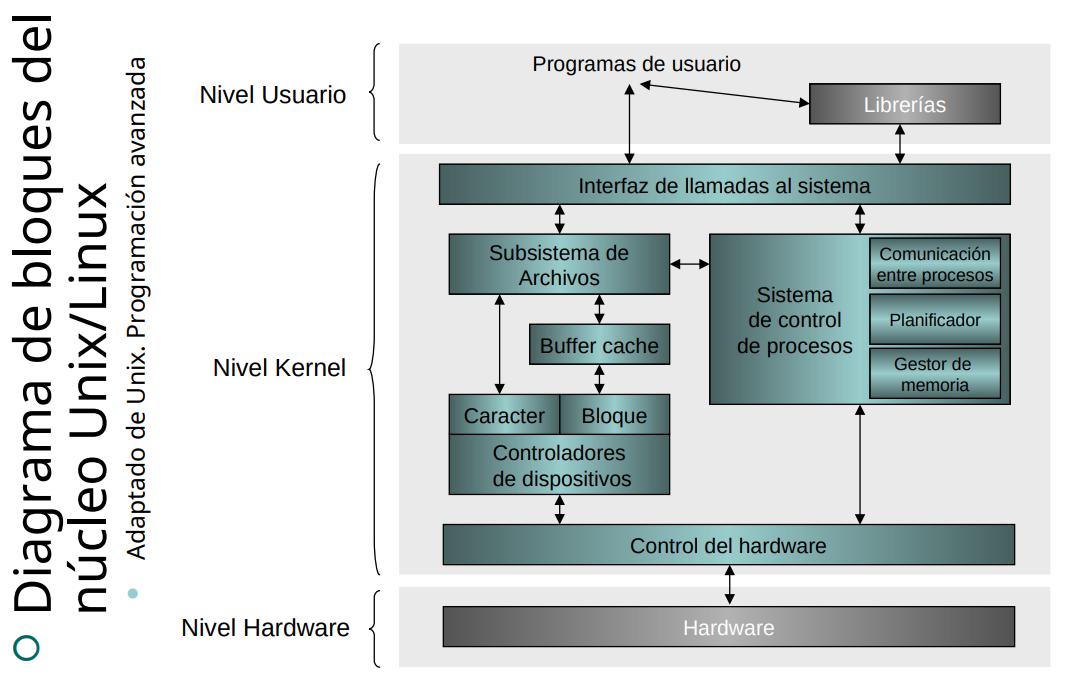 Diagrama de bloques del
núcleo Unix/Linux
Adaptado de Unix. Programación avanzada
Nivel Usuario
Programas de usuario
Librerías
Nivel Kernel
Interfaz de llamadas al sistema
Subsistema de
Archivos
Buffer cache
Caracter
Bloque
Controladores
de dispositivos
Sistema
de control
de procesos
Comunicación
entre procesos
Planificador
Gestor de
memoria
Control del hardware
Nivel Hardware
Hardware